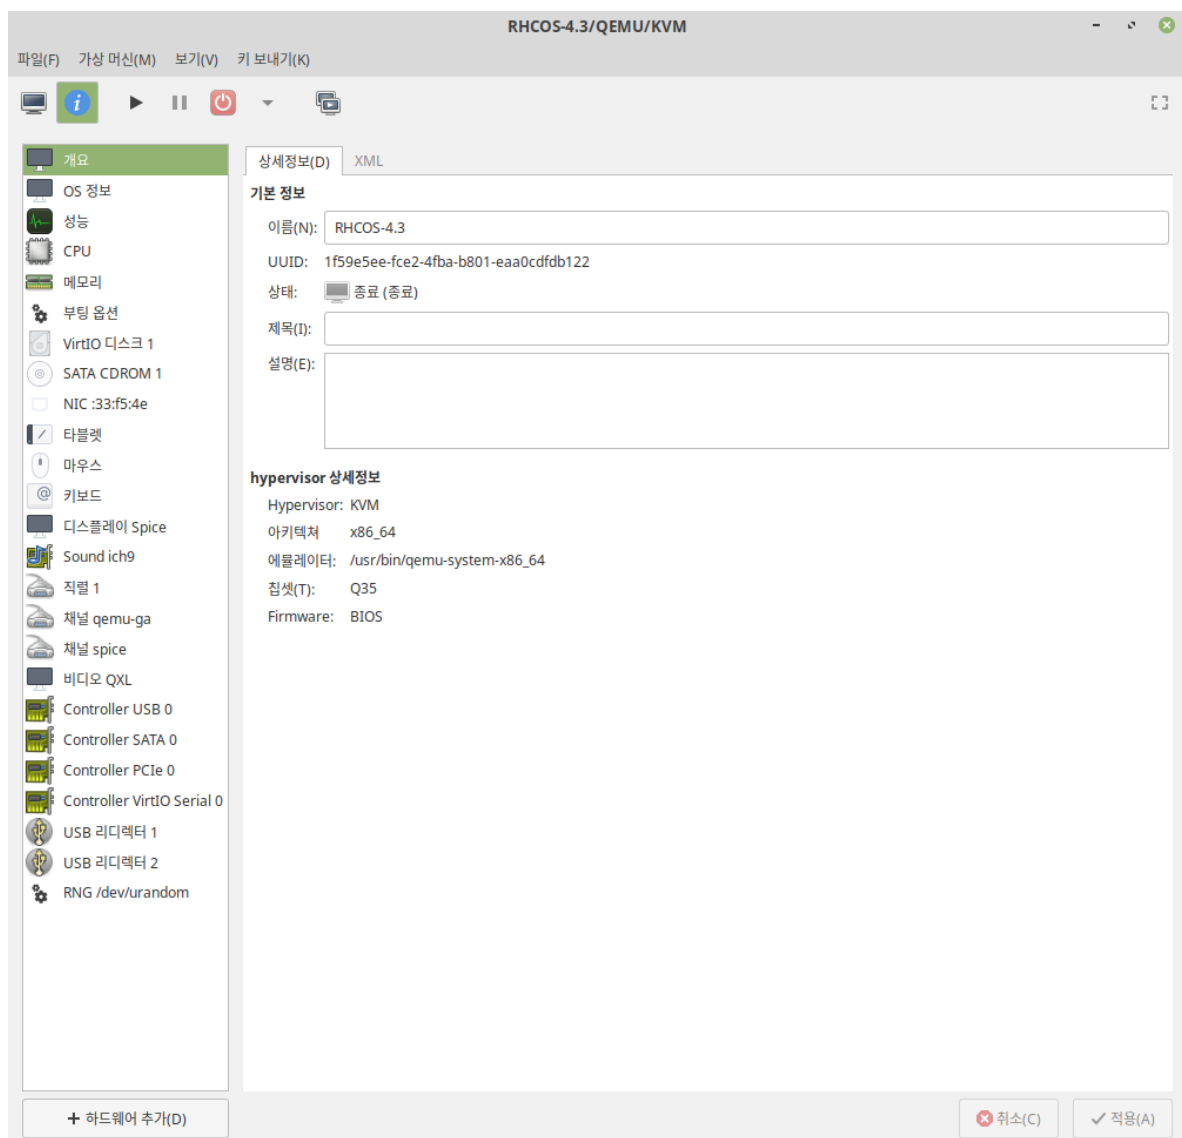 RHCOS-4.3/QEMU/KVM
파일(F) 가상 머신(M) 보기(V) 키 보내기(K)
개요
OS 정보
성능
CPU
메모리
부팅 옵션
VirtIO 디스크 1
SATA CDROM 1
NIC :33:f5:4e
타블렛
마우스
키보드
디스플레이 Spice
Sound ich9
직렬 1
채널 qemu-ga
채널 spice
비디오 QXL
Controller USB 0
Controller SATA 0
Controller PCIe 0
Controller VirtIO Serial 0
USB 리디렉터 1
USB 리디렉터 2
RNG /dev/urandom
하드웨어 추가(D)
상세정보(D) XML
기본 정보
이름(N): RHCOS-4.3
UUID: 1f59e5ee-fce2-4fba-b801-eaa0cdfdb122
상태: 종료 (종료)
제목(I):
설명(E):
hypervisor 상세정보
Hypervisor: KVM
아키텍쳐 x86_64
에뮬레이터: /usr/bin/qemu-system-x86_64
칩셋(T): Q35
Firmware: BIOS
취소(C) 적용(A)